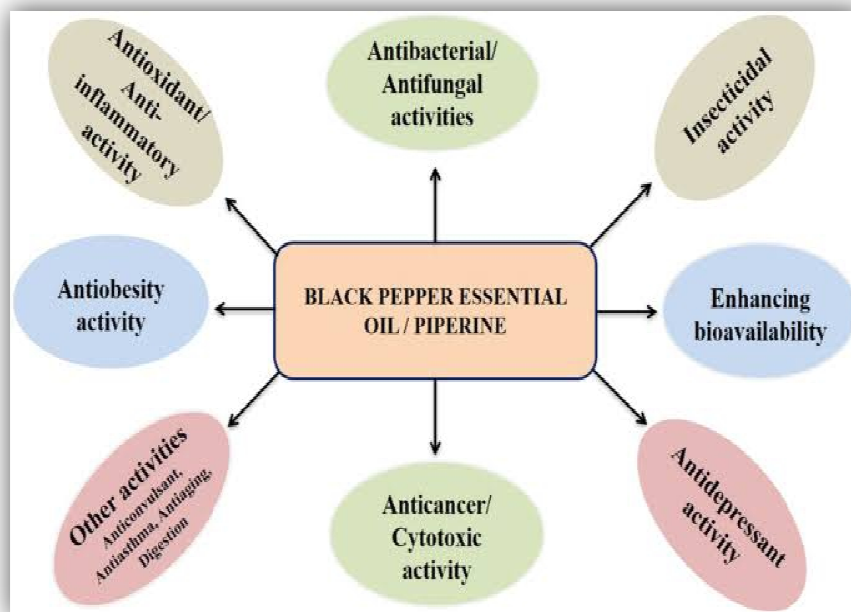 Antioxidant/
Anti-
inflammatory
activity
Antibacterial/
Antifungal
activities
Insecticidal
activity
Antiobesity
activity
BLACK PEPPER ESSENTIAL
OIL / PIPERINE
Enhancing
bioavailability
Other activities
Anticonvulsant,
Antiasthma, Antiaging,
Digestion
Anticancer/
Cytotoxic
activity
Antidepressant
activity